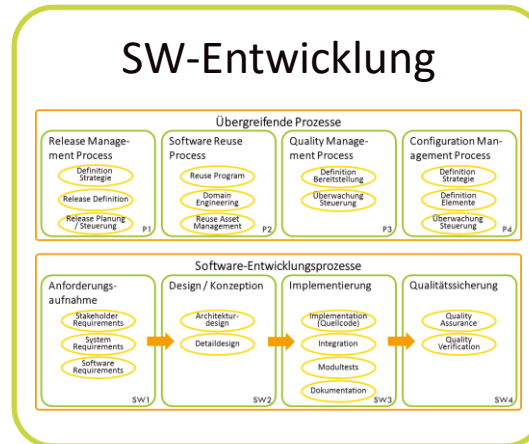 SW-Entwicklung
Übergreifende Prozesse
Release Manage-
ment Process
Definition
Strategie
Release Definition
Release Planung
/ Steuerung
P1
Software Reuse
Process
Reuse Program
Domain
Engineering
Reuse Asset
Management
P2
Quality Manage-
ment Process
Definition
Bereitstellung
Überwachung
Steuerung
P3
Configuration Man-
agement Process
Definition
Strategie
Definition
Elemente
Überwachung
Steuerung
P4
Software-Entwicklungsprozesse
Anforderungs-
aufnahme
Stakeholder
Requirements
System
Requirements
Software
Requirements
SW1
Design / Konzeption
Architektur-
design
Detaildesign
SW2
Implementierung
Implementation
(Quellcode)
Integration
Modultests
Dokumentation
SW3
Qualitätssicherung
Quality
Assurance
Quality
Verification
SW4